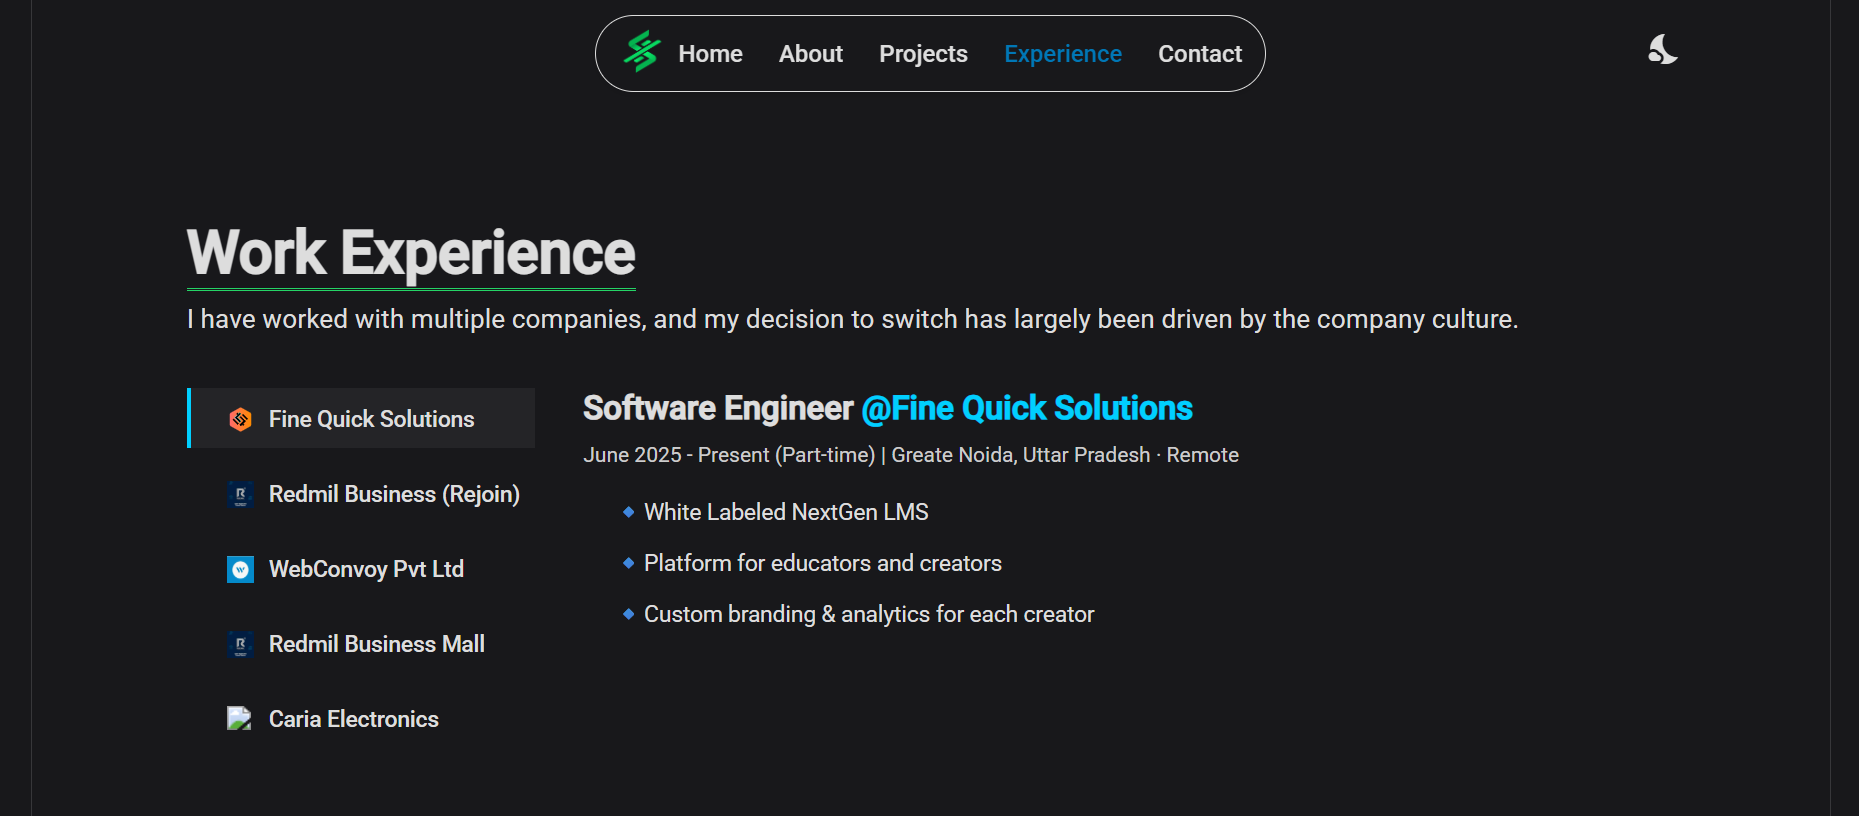 Home About Projects Experience Contact
Work Experience
I have worked with multiple companies, and my decision to switch has largely been driven by the company culture.
Fine Quick Solutions
Redmil Business (Rejoin)
WebConvoy Pvt Ltd
Redmil Business Mall
Caria Electronics
Software Engineer @Fine Quick Solutions
June 2025 - Present (Part-time) | Greate Noida, Uttar Pradesh · Remote
White Labeled NextGen LMS
Platform for educators and creators
Custom branding & analytics for each creator